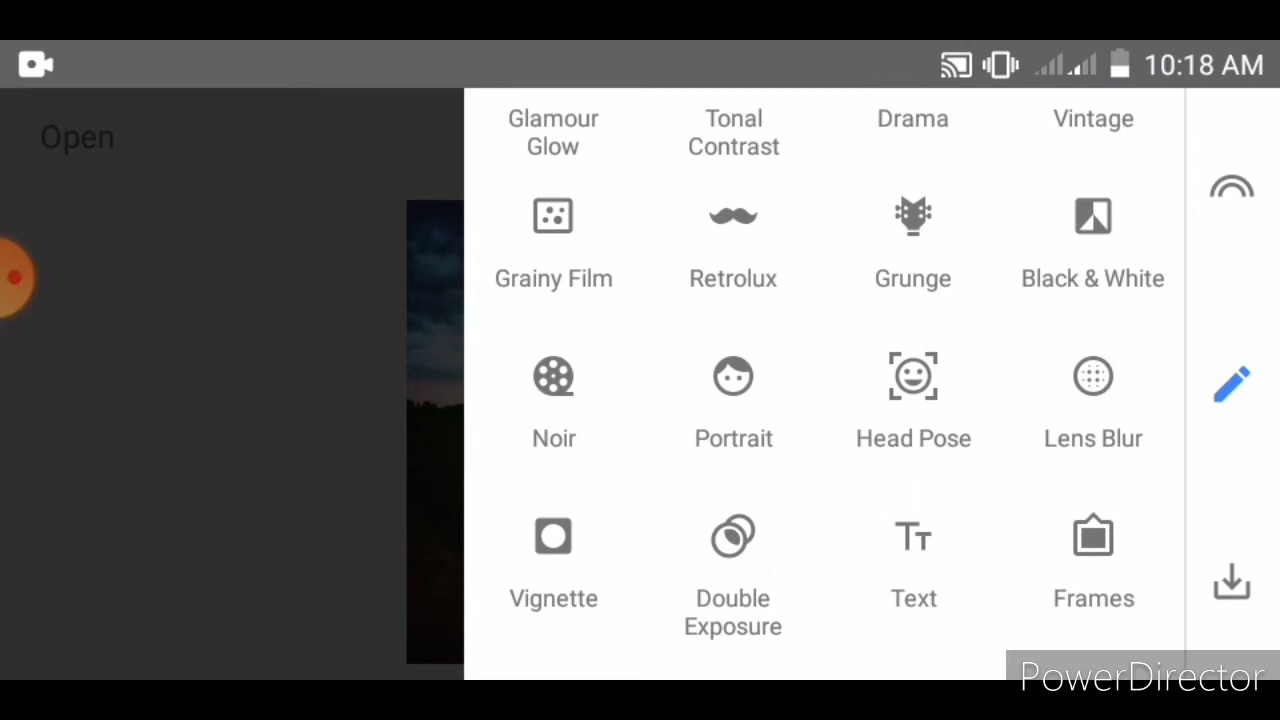 10:18 AM
Open
Glamour
Glow
Tonal
Contrast
Drama
Vintage
Grainy Film
Retrolux
Grunge
Black & White
Noir
Portrait
Head Pose
Lens Blur
Vignette
Double
Exposure
Text
Frames
PowerDirector